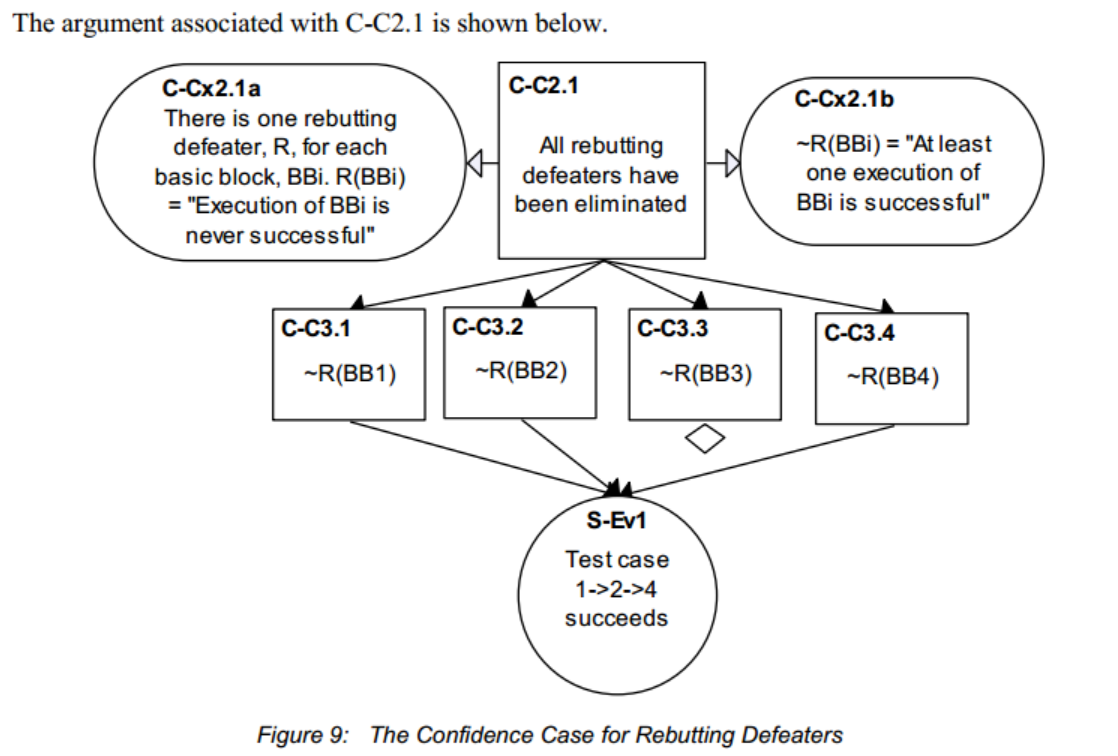 The argument associated with C-C2.1 is shown below.
C-Cx2.1a
There is one rebutting
defeater, R, for each
basic block, BBi. R(BBi)
= "Execution of BBi is
never successful"
C-C2.1
All rebutting
defeaters have
been eliminated
C-Cx2.1b
~R(BBi) = "At least
one execution of
BBi is successful"
C-C3.1
~R(BB1)
C-C3.2
~R(BB2)
C-C3.3
~R(BB3)
C-C3.4
~R(BB4)
S-Ev1
Test case
1->2->4
succeeds
Figure 9: The Confidence Case for Rebutting Defeaters